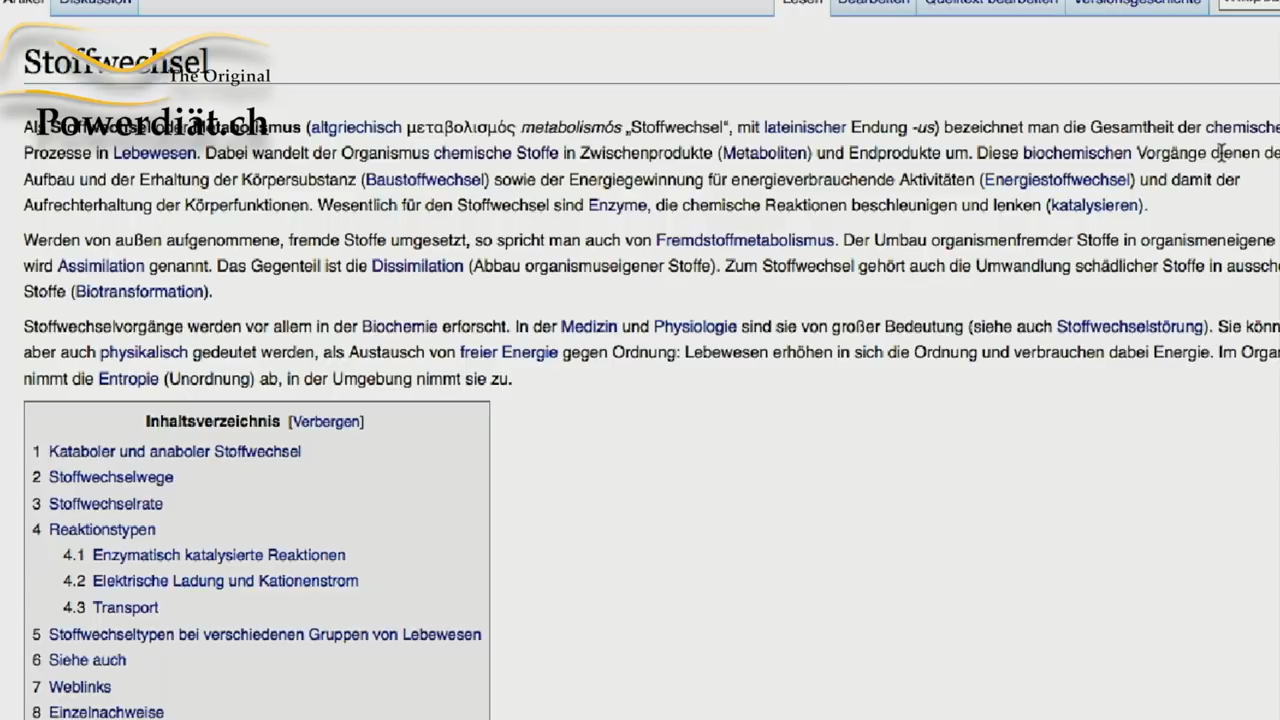 Artikel Diskussion Lesen Bearbeiten Quelltext bearbeiten Versionsgeschichte
Stoffwechsel
The Original
Powerdiät.ch
Als Stoffwechsel oder Metabolismus (altgriechisch μεταβολισμός metabolismós „Stoffwechsel“, mit lateinischer Endung -us) bezeichnet man die Gesamtheit der chemische
Prozesse in Lebewesen. Dabei wandelt der Organismus chemische Stoffe in Zwischenprodukte (Metaboliten) und Endprodukte um. Diese biochemischen Vorgänge dienen de
Aufbau und der Erhaltung der Körpersubstanz (Baustoffwechsel) sowie der Energiegewinnung für energieverbrauchende Aktivitäten (Energiestoffwechsel) und damit der
Aufrechterhaltung der Körperfunktionen. Wesentlich für den Stoffwechsel sind Enzyme, die chemische Reaktionen beschleunigen und lenken (katalysieren).
Werden von außen aufgenommene, fremde Stoffe umgesetzt, so spricht man auch von Fremdstoffmetabolismus. Der Umbau organismenfremder Stoffe in organismeneigene
wird Assimilation genannt. Das Gegenteil ist die Dissimilation (Abbau organismuseigener Stoffe). Zum Stoffwechsel gehört auch die Umwandlung schädlicher Stoffe in aussche
Stoffe (Biotransformation).
Stoffwechselvorgänge werden vor allem in der Biochemie erforscht. In der Medizin und Physiologie sind sie von großer Bedeutung (siehe auch Stoffwechselstörung). Sie könn
aber auch physikalisch gedeutet werden, als Austausch von freier Energie gegen Ordnung: Lebewesen erhöhen in sich die Ordnung und verbrauchen dabei Energie. Im Orga
nimmt die Entropie (Unordnung) ab, in der Umgebung nimmt sie zu.
Inhaltsverzeichnis [Verbergen]
1 Kataboler und anaboler Stoffwechsel
2 Stoffwechselwege
3 Stoffwechselrate
4 Reaktionstypen
4.1 Enzymatisch katalysierte Reaktionen
4.2 Elektrische Ladung und Kationenstrom
4.3 Transport
5 Stoffwechseltypen bei verschiedenen Gruppen von Lebewesen
6 Siehe auch
7 Weblinks
8 Einzelnachweise